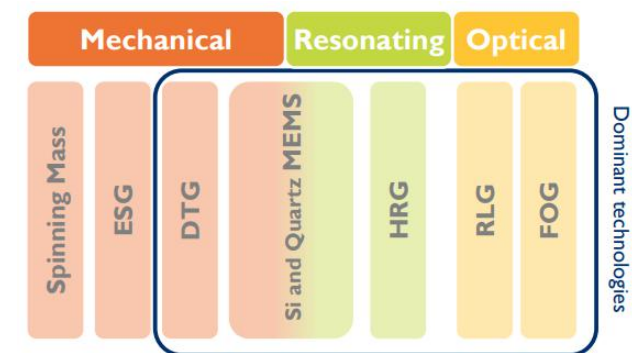 Mechanical
Resonating
Optical
Spinning Mass
ESG
DTG
Si and Quartz MEMS
HRG
RLG
FOG
Dominant technologies